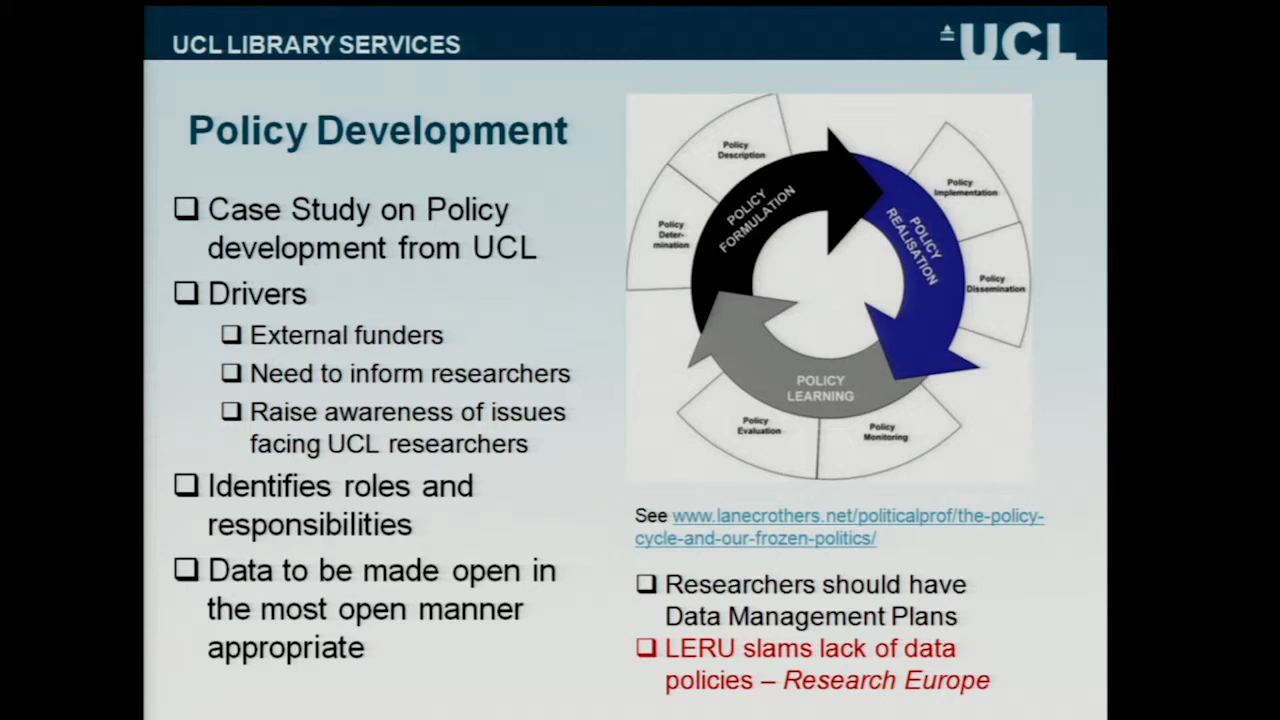 UCL LIBRARY SERVICES
UCL
Policy Development
❑ Case Study on Policy
development from UCL
❑ Drivers
❑ External funders
❑ Need to inform researchers
❑ Raise awareness of issues
facing UCL researchers
❑ Identifies roles and
responsibilities
❑ Data to be made open in
the most open manner
appropriate
Policy
Description
Policy
Deter-
mination
POLICY
FORMULATION
Policy
Implementation
POLICY
REALISATION
Policy
Dissemination
POLICY
LEARNING
Policy
Evaluation
Policy
Monitoring
See www.lanecrothers.net/politicalprof/the-policy-
cycle-and-our-frozen-politics/
❑ Researchers should have
Data Management Plans
❑ LERU slams lack of data
policies – Research Europe